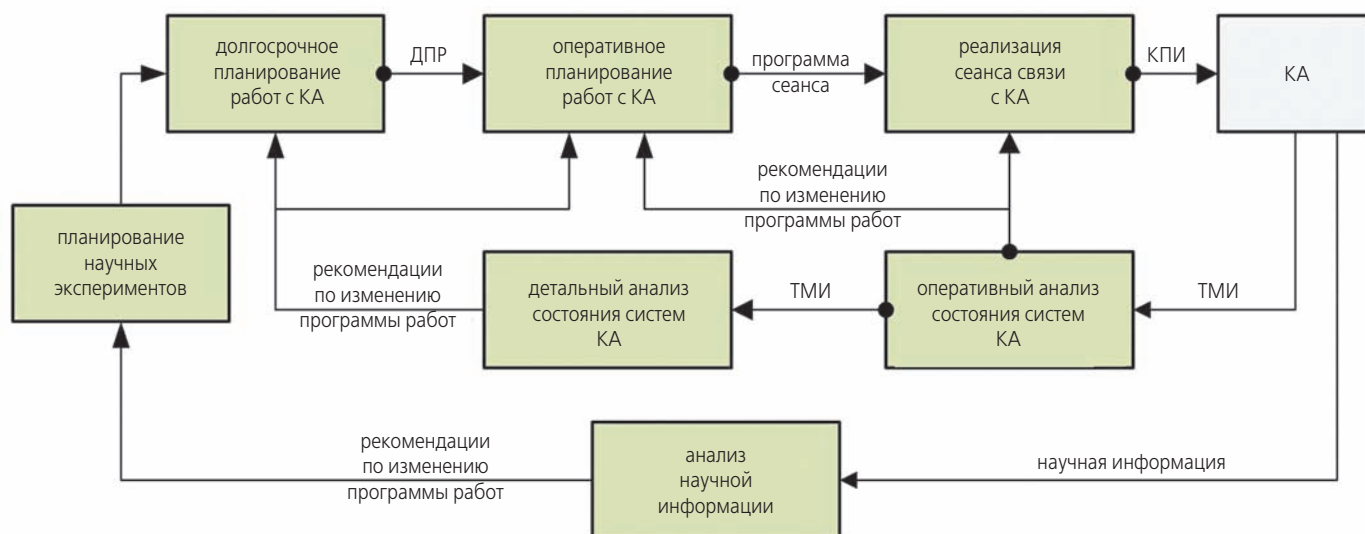 долгосрочное
планирование
работ с КА
ДПР
оперативное
планирование
работ с КА
программа
сеанса
реализация
сеанса связи
с КА
КПИ
КА
рекомендации
по изменению
программы работ
планирование
научных
экспериментов
рекомендации
по изменению
программы работ
детальный анализ
состояния систем
КА
ТМИ
оперативный анализ
состояния систем
КА
ТМИ
рекомендации
по изменению
программы работ
анализ
научной
информации
научная информация